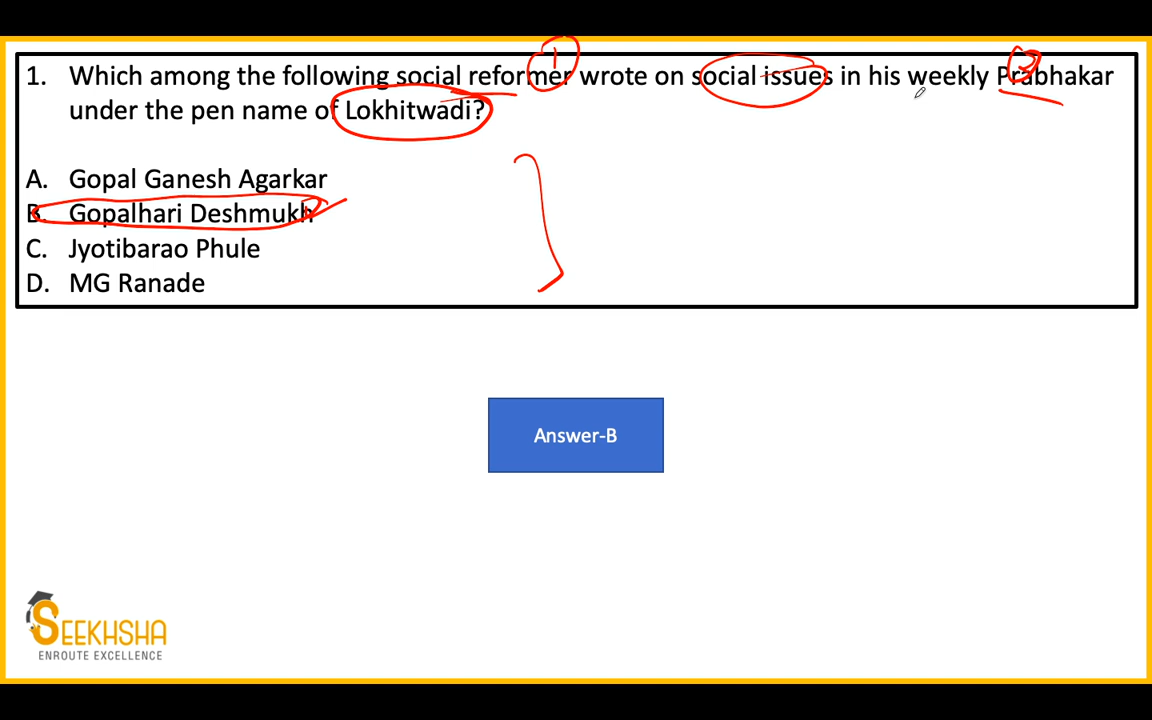 1. Which among the following social reformer wrote on social issues in his weekly Prabhakar
under the pen name of Lokhitwadi?
A. Gopal Ganesh Agarkar
B. Gopalhari Deshmukh
C. Jyotibarao Phule
D. MG Ranade
Answer-B
SEEKHSHA
ENROUTE EXCELLENCE